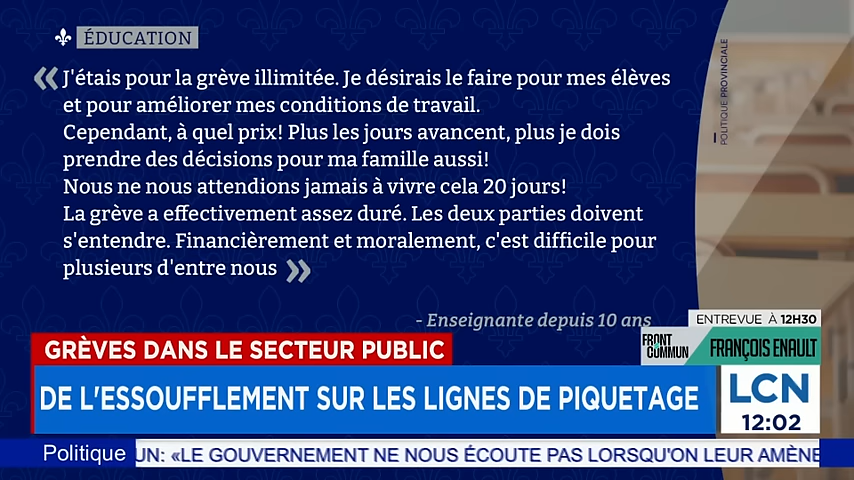 ÉDUCATION
« J'étais pour la grève illimitée. Je désirais le faire pour mes élèves
et pour améliorer mes conditions de travail.
Cependant, à quel prix! Plus les jours avancent, plus je dois
prendre des décisions pour ma famille aussi!
Nous ne nous attendions jamais à vivre cela 20 jours!
La grève a effectivement assez duré. Les deux parties doivent
s'entendre. Financièrement et moralement, c'est difficile pour
plusieurs d'entre nous »
- Enseignante depuis 10 ans
POLITIQUE PROVINCIALE
ENTREVUE À 12H30
FRONT
COMMUN
FRANÇOIS ENAULT
GRÈVES DANS LE SECTEUR PUBLIC
DE L'ESSOUFFLEMENT SUR LES LIGNES DE PIQUETAGE
LCN
12:02
Politique
UN: «LE GOUVERNEMENT NE NOUS ÉCOUTE PAS LORSQU'ON LEUR AMÈNE